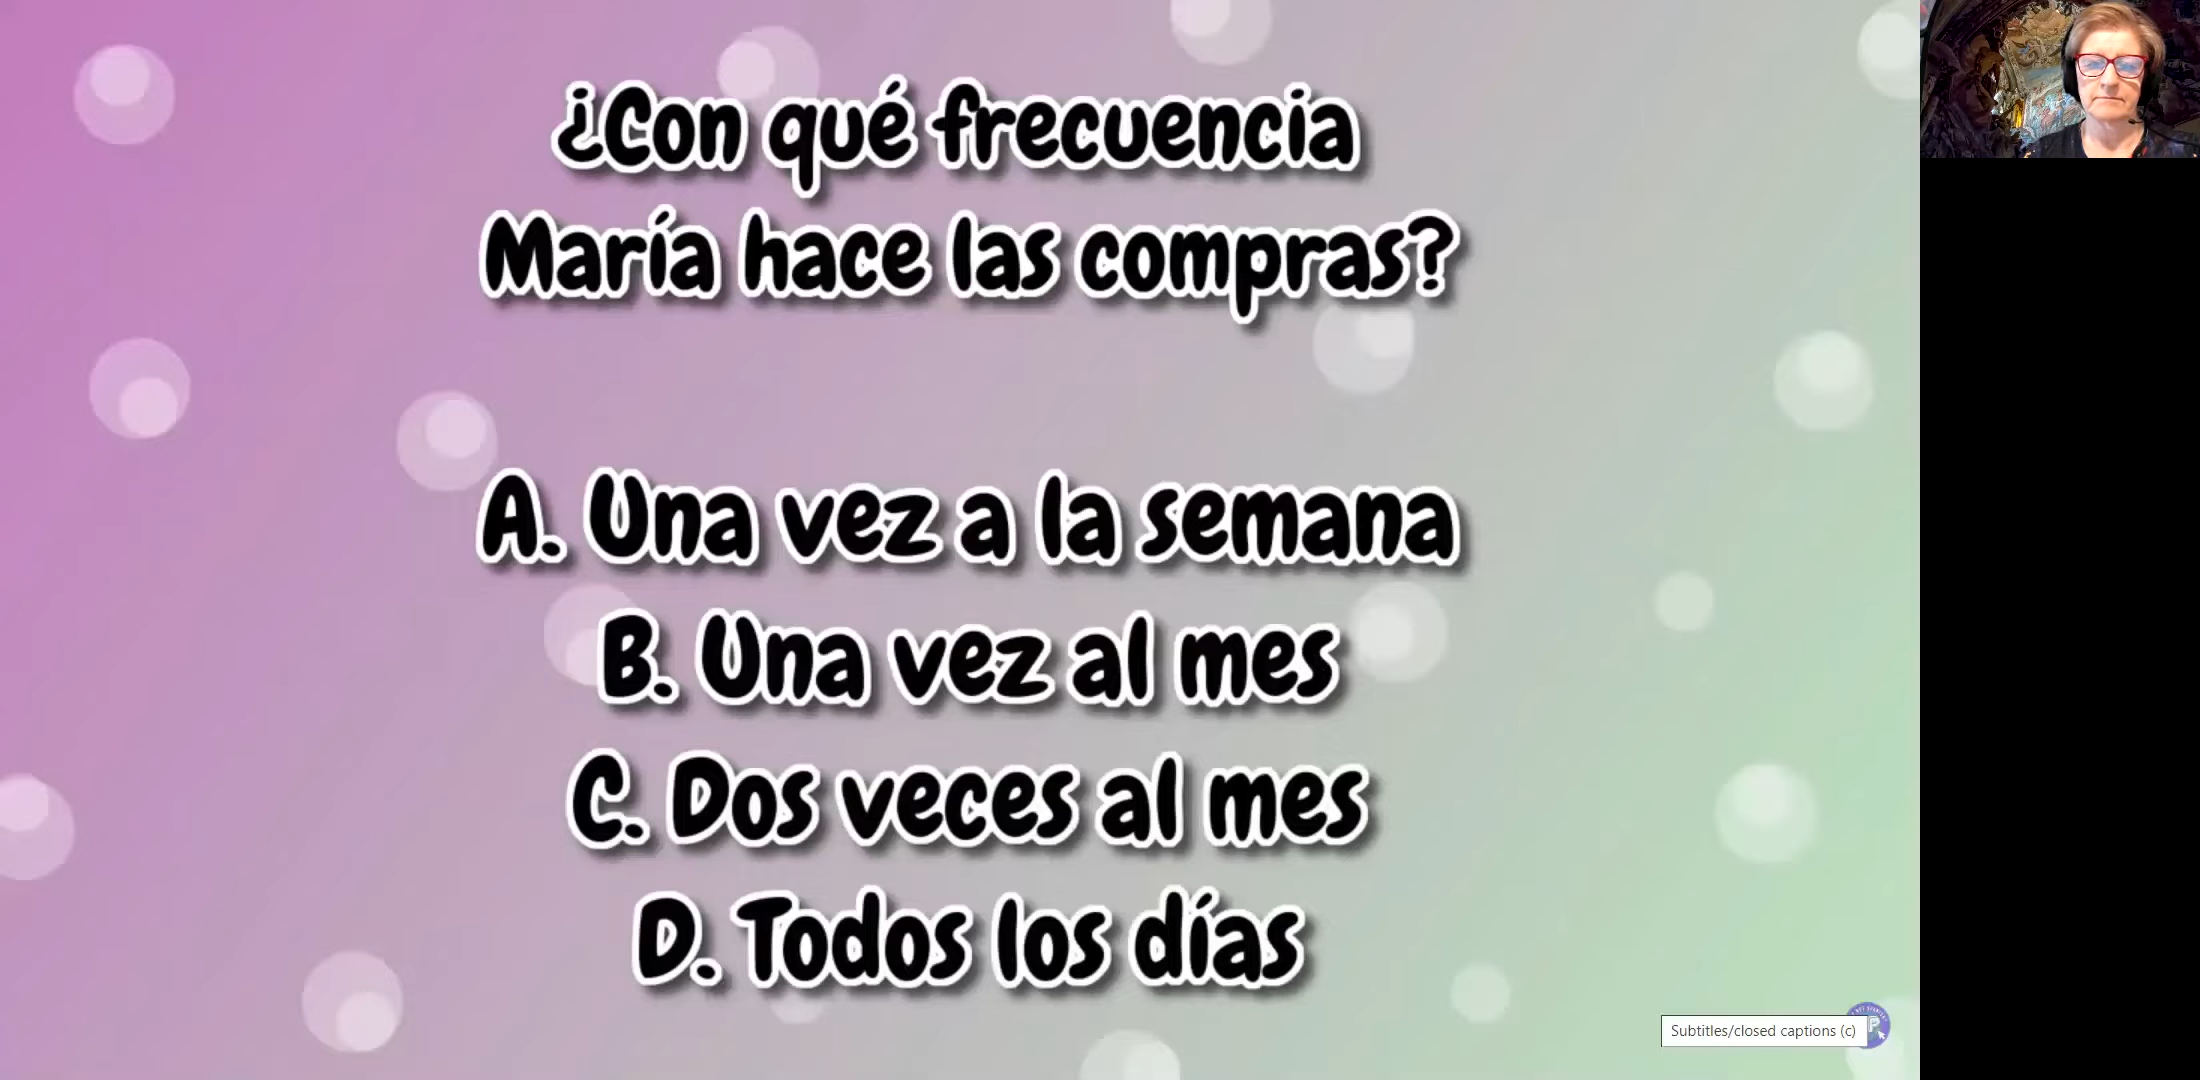 ¿Con qué frecuencia
María hace las compras?
A. Una vez a la semana
B. Una vez al mes
C. Dos veces al mes
D. Todos los días
Subtitles/closed captions (c)